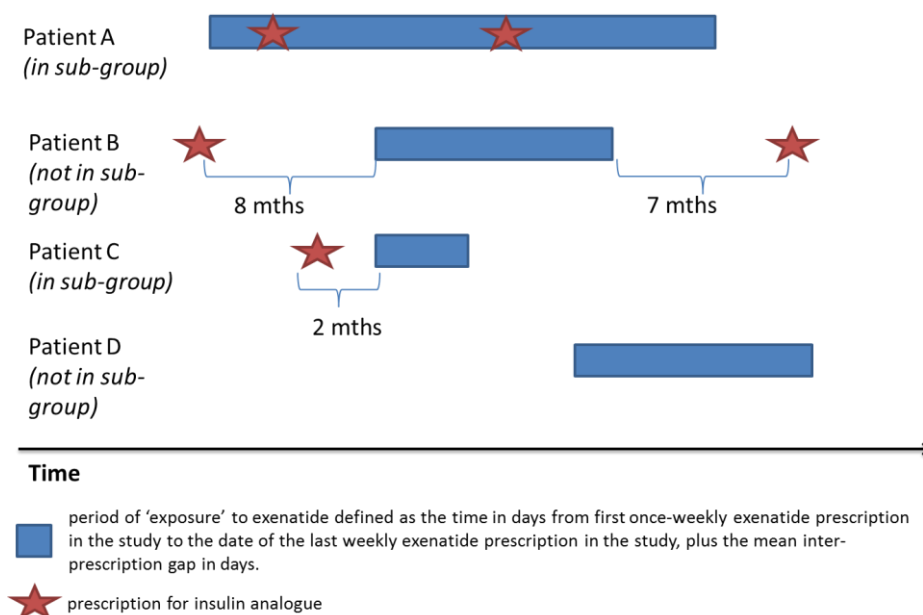 Patient A
(in sub-group)
Patient B
(not in sub-
group)
8 mths
7 mths
Patient C
(in sub-group)
2 mths
Patient D
(not in sub-
group)
Time
period of ‘exposure’ to exenatide defined as the time in days from first once-weekly exenatide prescription
in the study to the date of the last weekly exenatide prescription in the study, plus the mean inter-
prescription gap in days.
prescription for insulin analogue